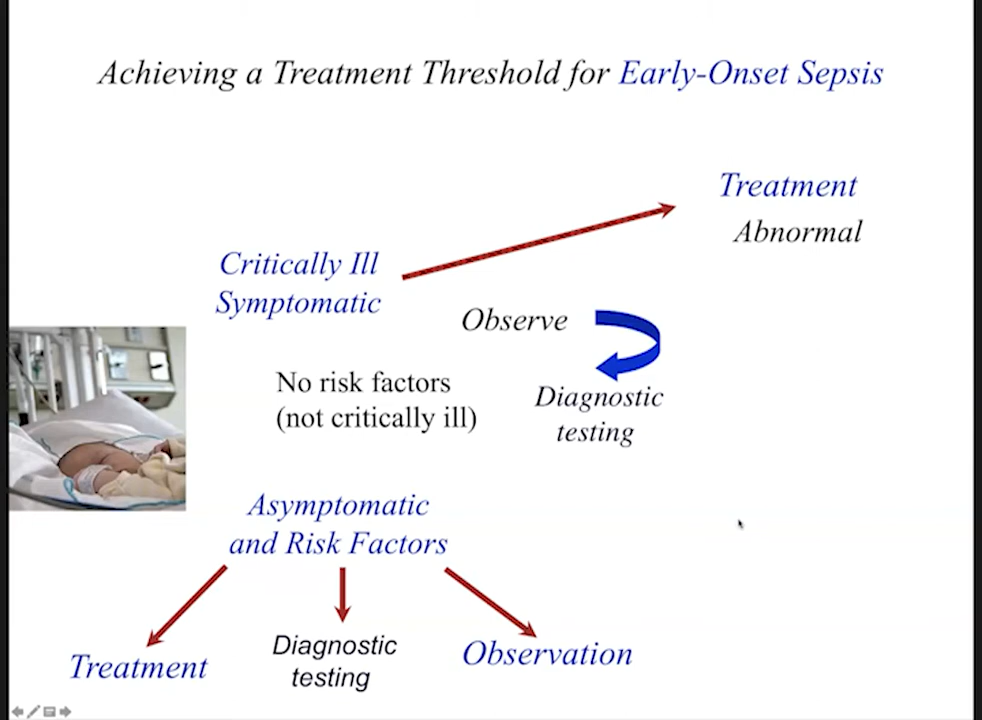 Achieving a Treatment Threshold for Early-Onset Sepsis
Treatment
Abnormal
Critically Ill
Symptomatic
Observe
No risk factors
(not critically ill)
Diagnostic
testing
Asymptomatic
and Risk Factors
Treatment
Diagnostic
testing
Observation